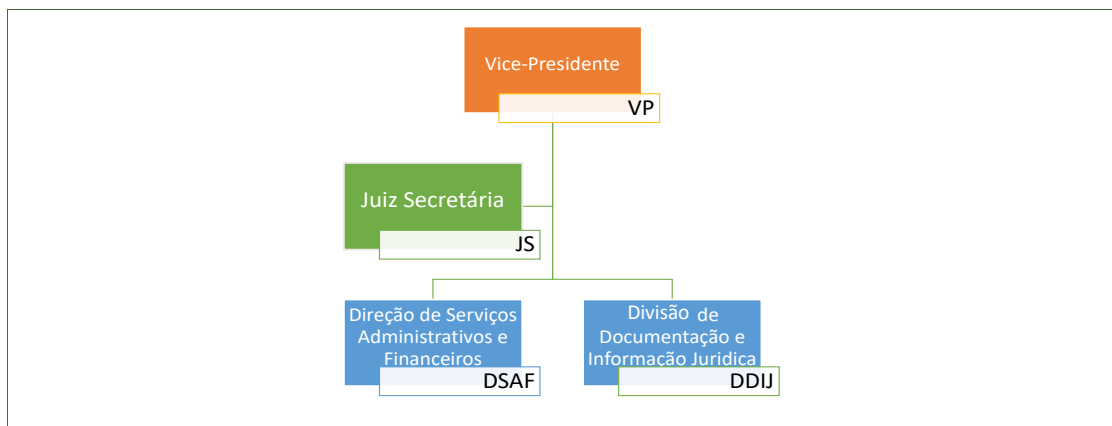 Vice-Presidente
VP
Juiz Secretária
JS
Direção de Serviços
Administrativos e
Financeiros
DSAF
Divisão de
Documentação e
Informação Juridica
DDIJ